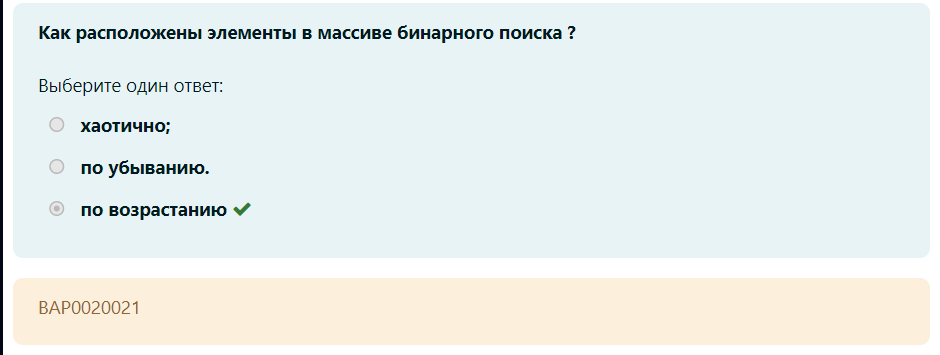 Как расположены элементы в массиве бинарного поиска ?
Выберите один ответ:
хаотично;
по убыванию.
по возрастанию
BAP0020021